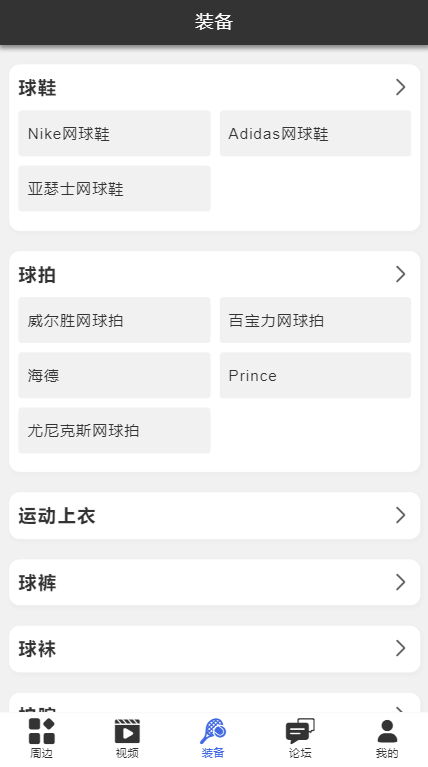 装备
球鞋
Nike网球鞋
Adidas网球鞋
亚瑟士网球鞋
球拍
威尔胜网球拍
百宝力网球拍
海德
Prince
尤尼克斯网球拍
运动上衣
球裤
球袜
周边
视频
装备
论坛
我的